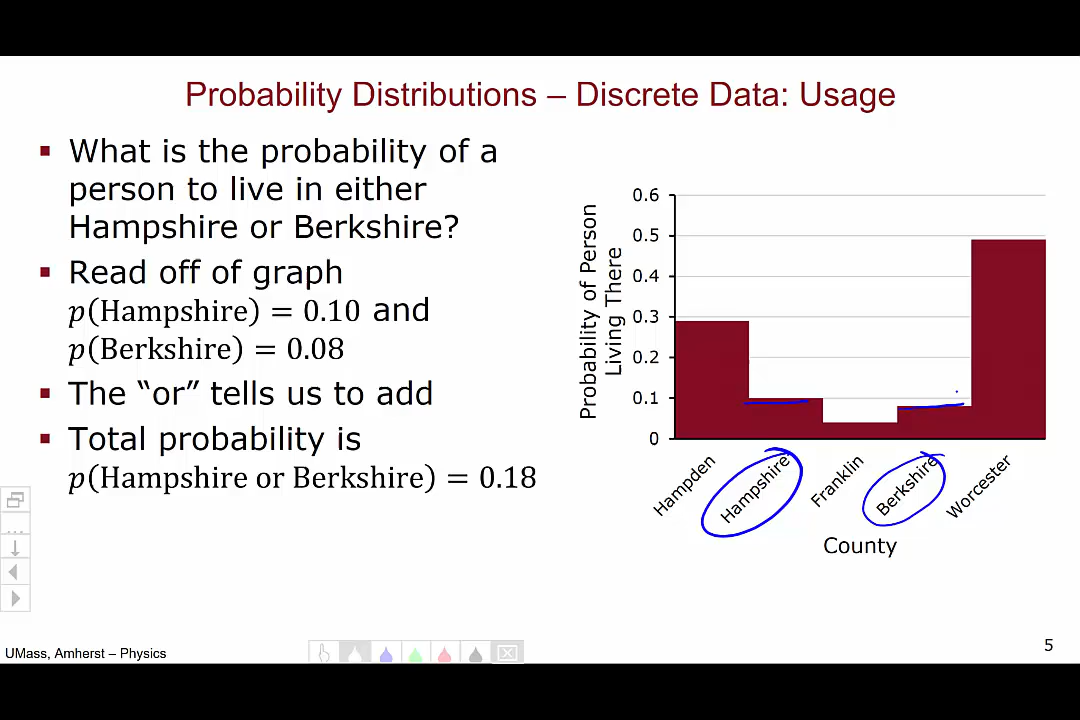 Probability Distributions – Discrete Data: Usage
▪ What is the probability of a
person to live in either
Hampshire or Berkshire?
▪ Read off of graph
p(Hampshire) = 0.10 and
p(Berkshire) = 0.08
▪ The “or” tells us to add
▪ Total probability is
p(Hampshire or Berkshire) = 0.18
Probability of Person
Living There
0.6
0.5
0.4
0.3
0.2
0.1
0
Hampden
Hampshire
Franklin
Berkshire
Worcester
County
UMass, Amherst – Physics
5